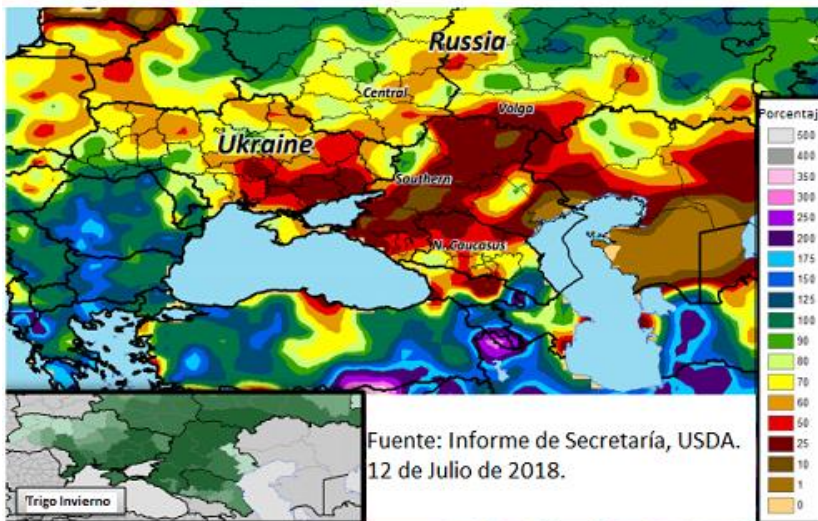 Russia
Central
Volga
Ukraine
Southern
N. Caucasus
Porcentaj
500
400
350
300
250
200
175
150
125
100
90
80
70
60
50
25
10
1
0
Trigo Invierno
Fuente: Informe de Secretaría, USDA.
12 de Julio de 2018.